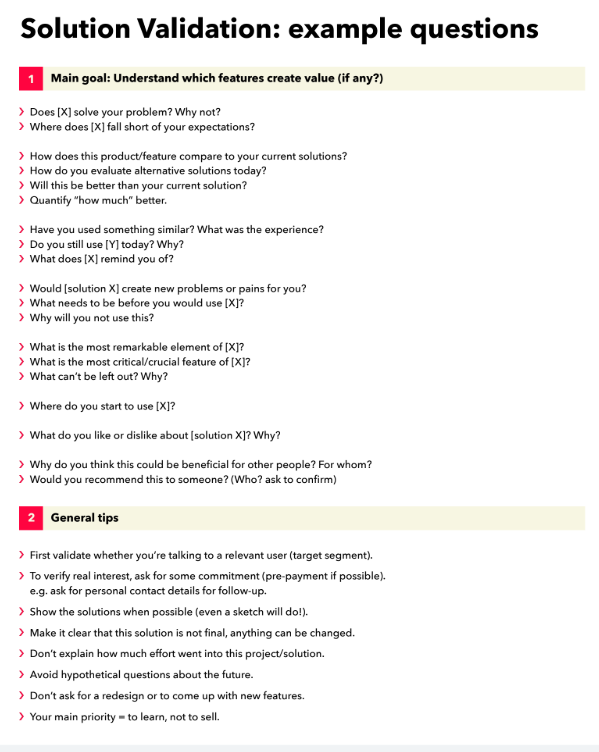 Solution Validation: example questions
1 Main goal: Understand which features create value (if any?)
❯ Does [X] solve your problem? Why not?
❯ Where does [X] fall short of your expectations?
❯ How does this product/feature compare to your current solutions?
❯ How do you evaluate alternative solutions today?
❯ Will this be better than your current solution?
❯ Quantify “how much” better.
❯ Have you used something similar? What was the experience?
❯ Do you still use [Y] today? Why?
❯ What does [X] remind you of?
❯ Would [solution X] create new problems or pains for you?
❯ What needs to be before you would use [X]?
❯ Why will you not use this?
❯ What is the most remarkable element of [X]?
❯ What is the most critical/crucial feature of [X]?
❯ What can’t be left out? Why?
❯ Where do you start to use [X]?
❯ What do you like or dislike about [solution X]? Why?
❯ Why do you think this could be beneficial for other people? For whom?
❯ Would you recommend this to someone? (Who? ask to confirm)
2 General tips
❯ First validate whether you’re talking to a relevant user (target segment).
❯ To verify real interest, ask for some commitment (pre-payment if possible).
e.g. ask for personal contact details for follow-up.
❯ Show the solutions when possible (even a sketch will do!).
❯ Make it clear that this solution is not final, anything can be changed.
❯ Don’t explain how much effort went into this project/solution.
❯ Avoid hypothetical questions about the future.
❯ Don’t ask for a redesign or to come up with new features.
❯ Your main priority = to learn, not to sell.